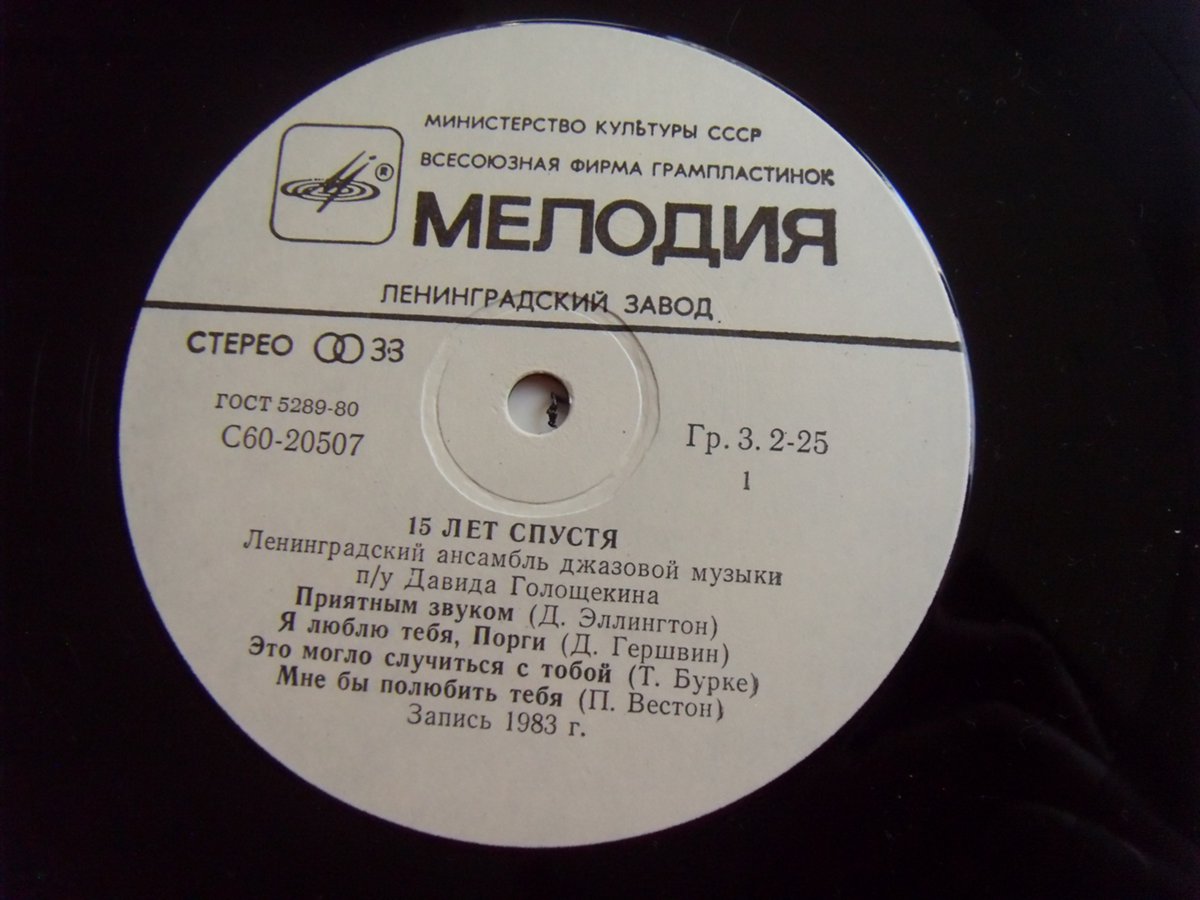 МИНИСТЕРСТВО КУЛЬТУРЫ СССР
ВСЕСОЮЗНАЯ ФИРМА ГРАМПЛАСТИНОК
®
МЕЛОДИЯ
ЛЕНИНГРАДСКИЙ ЗАВОД
СТЕРЕО 33
ГОСТ 5289-80
С60-20507
Гр. 3. 2-25
1
15 ЛЕТ СПУСТЯ
Ленинградский ансамбль джазовой музыки
п/у Давида Голощекина
Приятным звуком (Д. Эллингтон)
Я люблю тебя, Порги (Д. Гершвин)
Это могло случиться с тобой (Т. Бурке)
Мне бы полюбить тебя (П. Вестон)
Запись 1983 г.